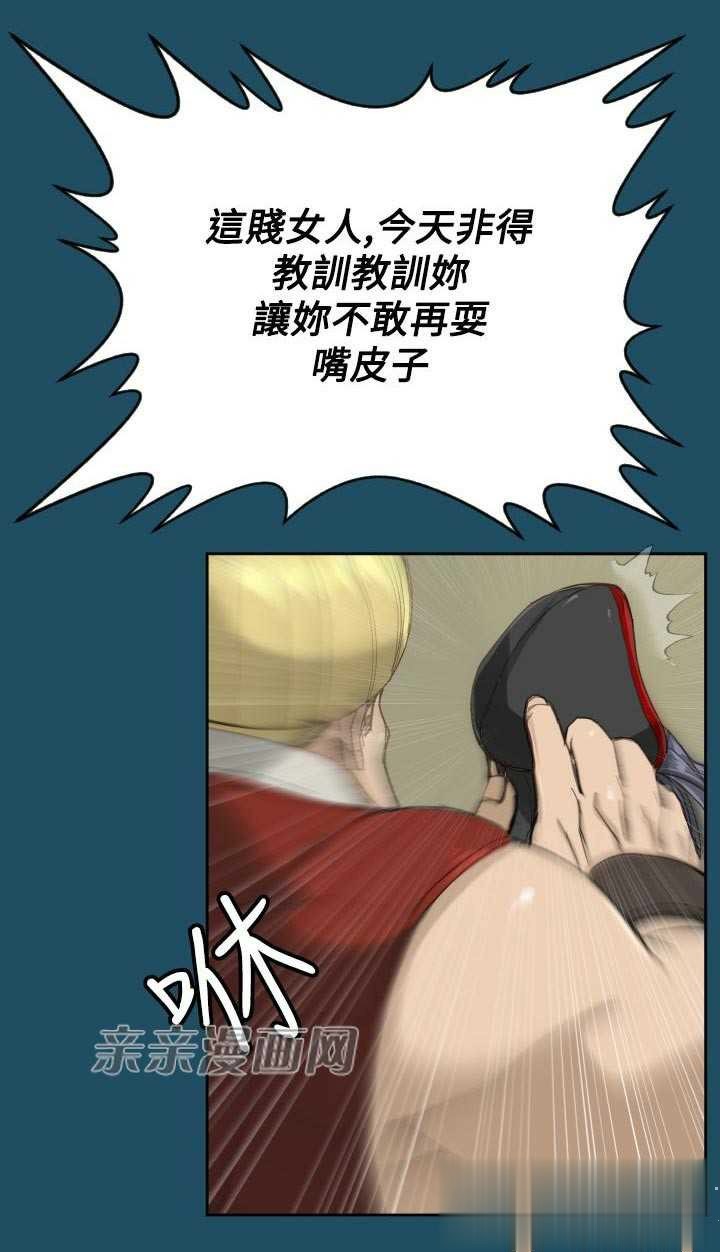 這賤女人,今天非得
教訓教訓妳
讓妳不敢再耍
嘴皮子
咻
亲亲漫画网